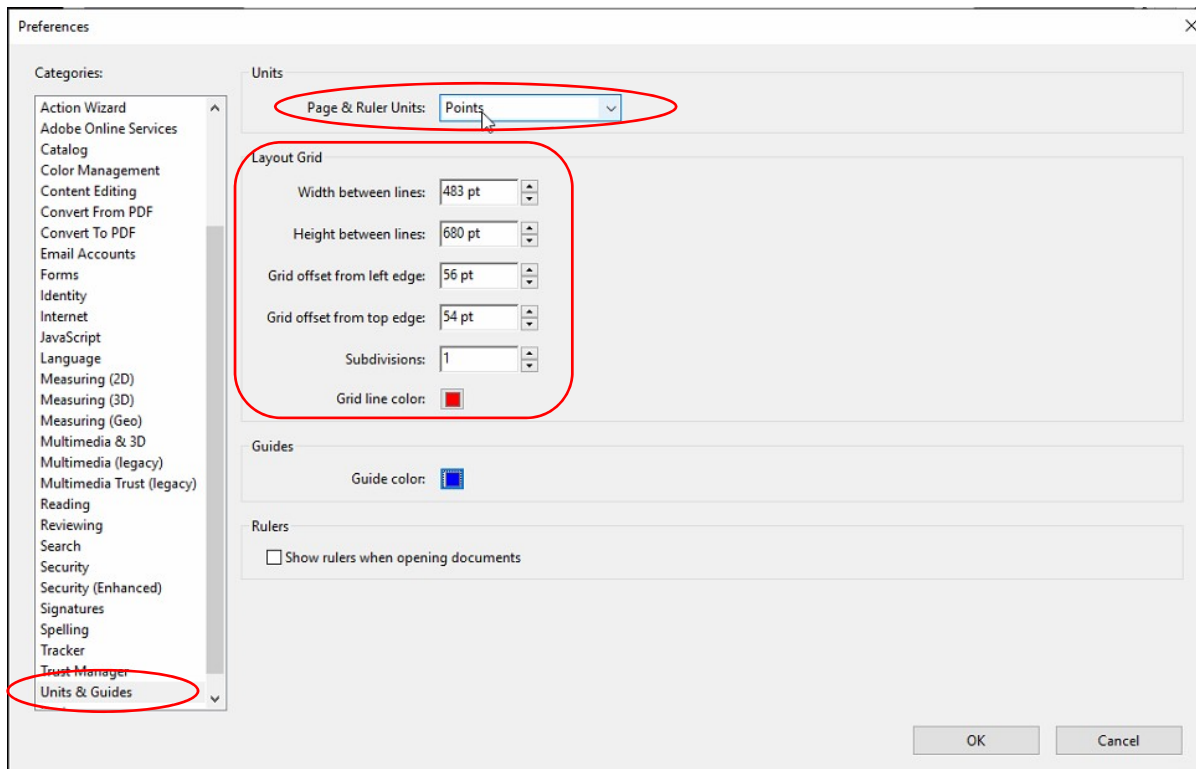 Preferences
Categories:
Action Wizard
Adobe Online Services
Catalog
Color Management
Content Editing
Convert From PDF
Convert To PDF
Email Accounts
Forms
Identity
Internet
JavaScript
Language
Measuring (2D)
Measuring (3D)
Measuring (Geo)
Multimedia & 3D
Multimedia (legacy)
Multimedia Trust (legacy)
Reading
Reviewing
Search
Security
Security (Enhanced)
Signatures
Spelling
Tracker
Trust Manager
Units & Guides
Units
Page & Ruler Units: Points
Layout Grid
Width between lines: 483 pt
Height between lines: 680 pt
Grid offset from left edge: 56 pt
Grid offset from top edge: 54 pt
Subdivisions: 1
Grid line color:
Guides
Guide color:
Rulers
Show rulers when opening documents
OK Cancel